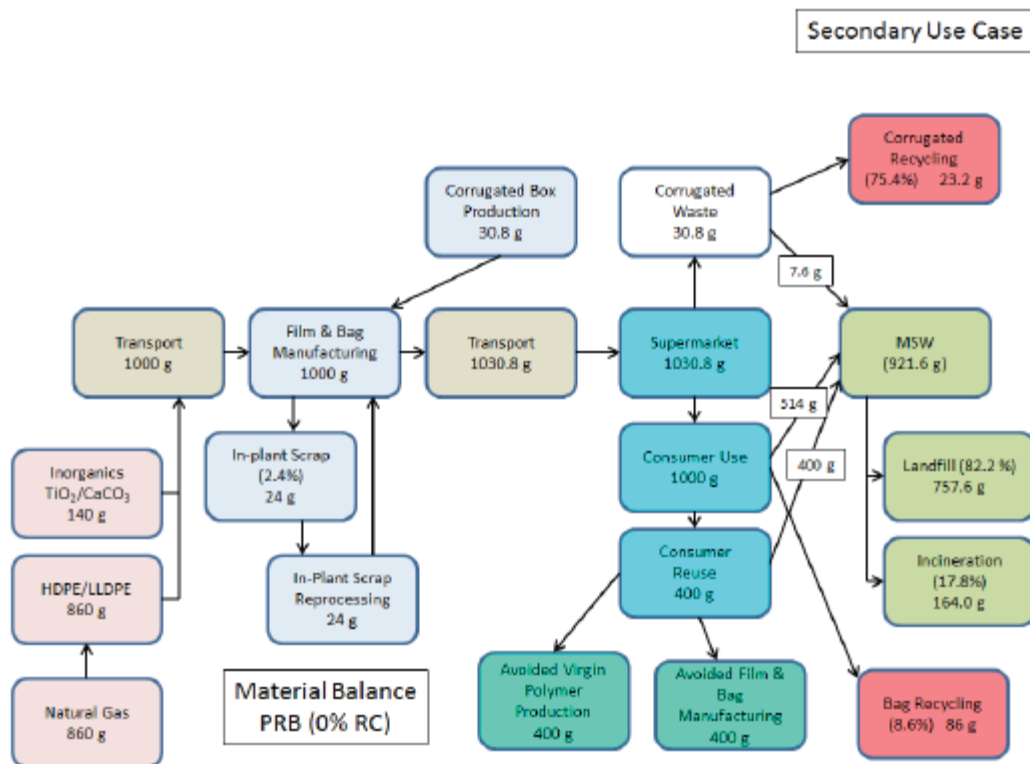 Secondary Use Case
Corrugated
Recycling
(75.4%) 23.2 g
Corrugated Box
Production
30.8 g
Corrugated
Waste
30.8 g
7.6 g
Transport
1000 g
Film & Bag
Manufacturing
1000 g
Transport
1030.8 g
Supermarket
1030.8 g
MSW
(921.6 g)
514 g
In-plant Scrap
(2.4%)
24 g
Consumer Use
1000 g
400 g
Landfill (82.2 %)
757.6 g
Inorganics
TiO₂/CaCO₃
140 g
HDPE/LLDPE
860 g
In-Plant Scrap
Reprocessing
24 g
Consumer
Reuse
400 g
Incineration
(17.8%)
164.0 g
Natural Gas
860 g
Material Balance
PRB (0% RC)
Avoided Virgin
Polymer
Production
400 g
Avoided Film &
Bag
Manufacturing
400 g
Bag Recycling
(8.6%) 86 g